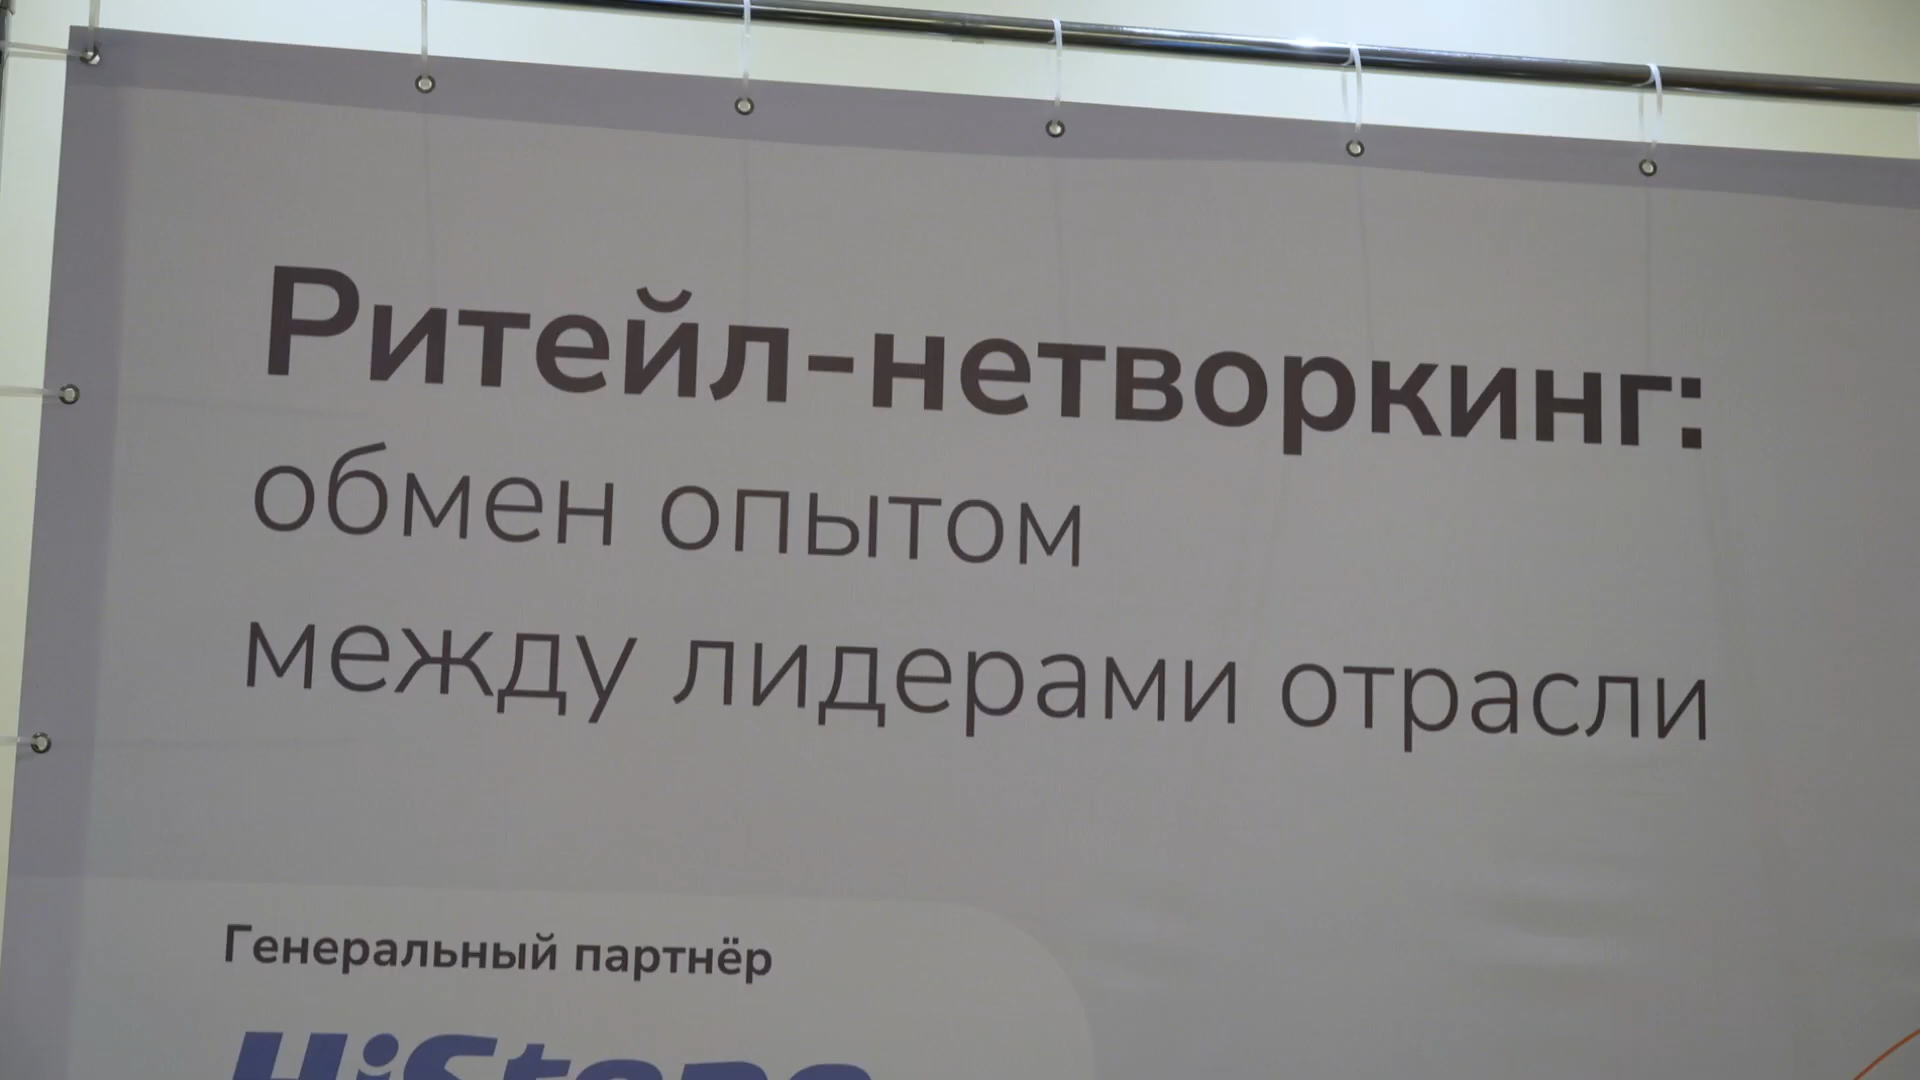 Ритейл-нетворкинг:
обмен опытом
между лидерами отрасли
Генеральный партнёр